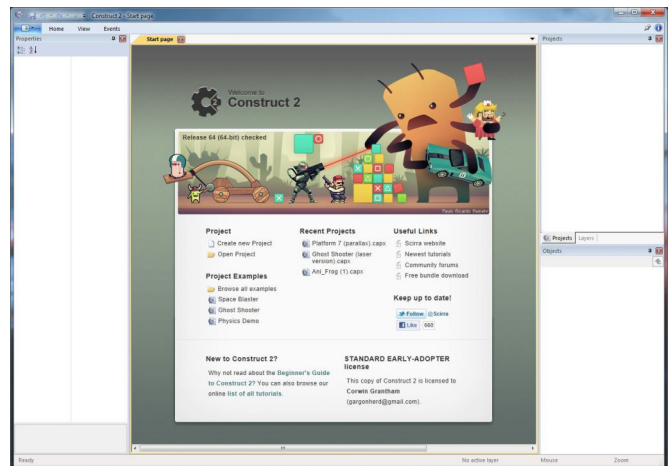 Construct 2 - Start page
Home View Events
Properties
Start page
Projects
Welcome to
Construct 2
Release 64 (64-bit) checked
Project
Create new Project
Open Project
Project Examples
Browse all examples
Space Blaster
Ghost Shooter
Physics Demo
Recent Projects
Platform 7 (parallax).capx
Ghost Shooter (laser
version).capx
Ani_Frog (1).capx
Useful Links
Scirra website
Newest tutorials
Community forums
Free bundle download
Keep up to date!
Follow @Scirra
Like 660
New to Construct 2?
Why not read about the Beginner's Guide
to Construct 2? You can also browse our
online list of all tutorials.
STANDARD EARLY-ADOPTER
license
This copy of Construct 2 is licensed to
Corwin Grantham
(gargonherd@gmail.com).
Projects Layers
Objects
Ready
No active layer
Mouse
Zoom